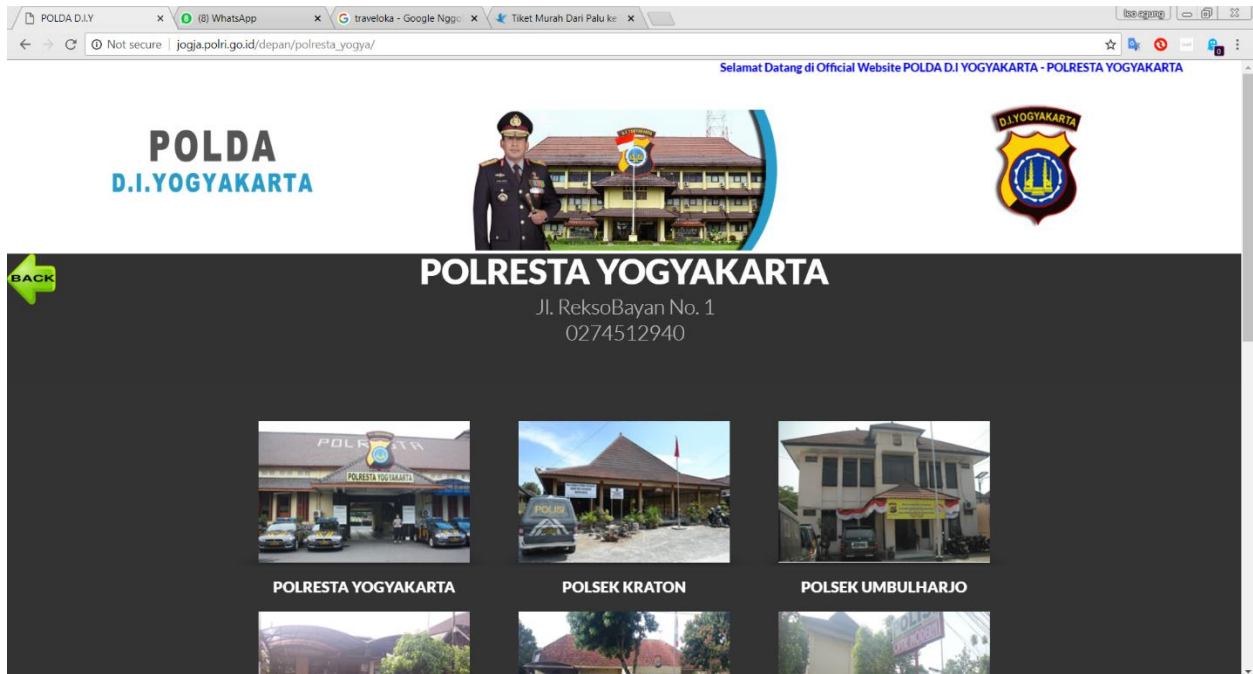 POLDA D.I.Y
(8) WhatsApp
traveloka - Google Nggo
Tiket Murah Dari Palu ke
Not secure | jogja.polri.go.id/depan/polresta_yogya/
0
Selamat Datang di Official Website POLDA D.I YOGYAKARTA - POLRESTA YOGYAKARTA
POLDA
D.I.YOGYAKARTA
D.I.YOGYAKARTA
BACK
POLRESTA YOGYAKARTA
Jl. ReksoBayan No. 1
0274512940
POLRESTA YOGYAKARTA
POLISI
POLRESTA YOGYAKARTA
POLSEK KRATON
POLSEK UMBULHARJO